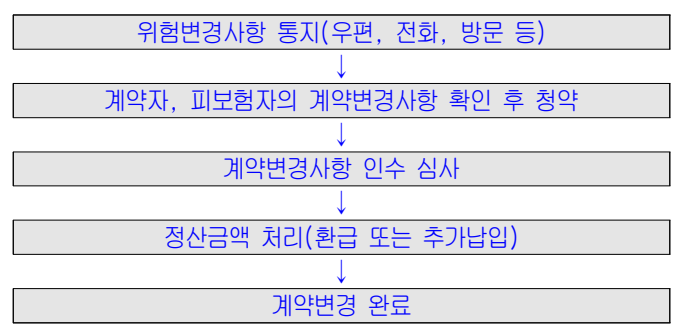 위험변경사항 통지(우편, 전화, 방문 등)
↓
계약자, 피보험자의 계약변경사항 확인 후 청약
↓
계약변경사항 인수 심사
↓
정산금액 처리(환급 또는 추가납입)
↓
계약변경 완료